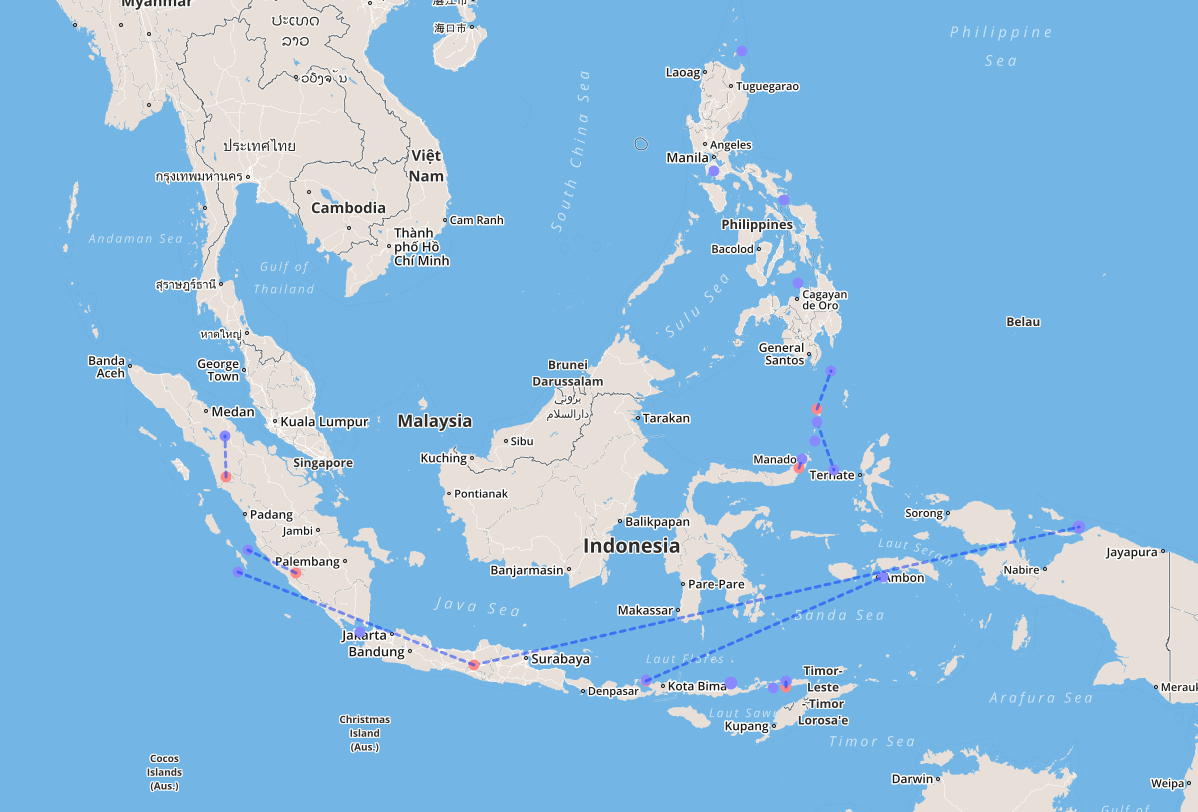 Myanmar
湛江市
海口市
ປະເທດ
ລາວ
Philippine
Sea
Laoag
Tuguegarao
South China Sea
Angeles
Manila
ประเทศไทย
Việt
Nam
กรุงเทพมหานคร
Cambodia
Cam Ranh
Philippines
Thành
phố Hồ
Chí Minh
Andaman Sea
Bacolod
Gulf of
Thailand
สุราษฎร์ธานี
Cagayan
de Oro
Sulu Sea
Belau
หาดใหญ่
General
Santos
Banda
Aceh
George
Town
Brunei
Darussalam
بروني
دارالسلام
Medan
Kuala Lumpur
Malaysia
Tarakan
Sibu
Kuching
Singapore
Manado
Ternate
Pontianak
Padang
Jambi
Sorong
Balikpapan
Indonesia
Laut Seram
Jayapura
Palembang
Banjarmasin
Nabire
Ambon
Pare-Pare
Java Sea
Makassar
Banda Sea
Jakarta
Bandung
Surabaya
Laut Flores
Timor-
Leste
- Timor
Lorosa'e
Denpasar
Kota Bima
Merauk
Arafura Sea
Laut Sawu
Kupang
Christmas
Island
(Aus.)
Timor Sea
Cocos
Islands
(Aus.)
Darwin
Weipa
Gulf of